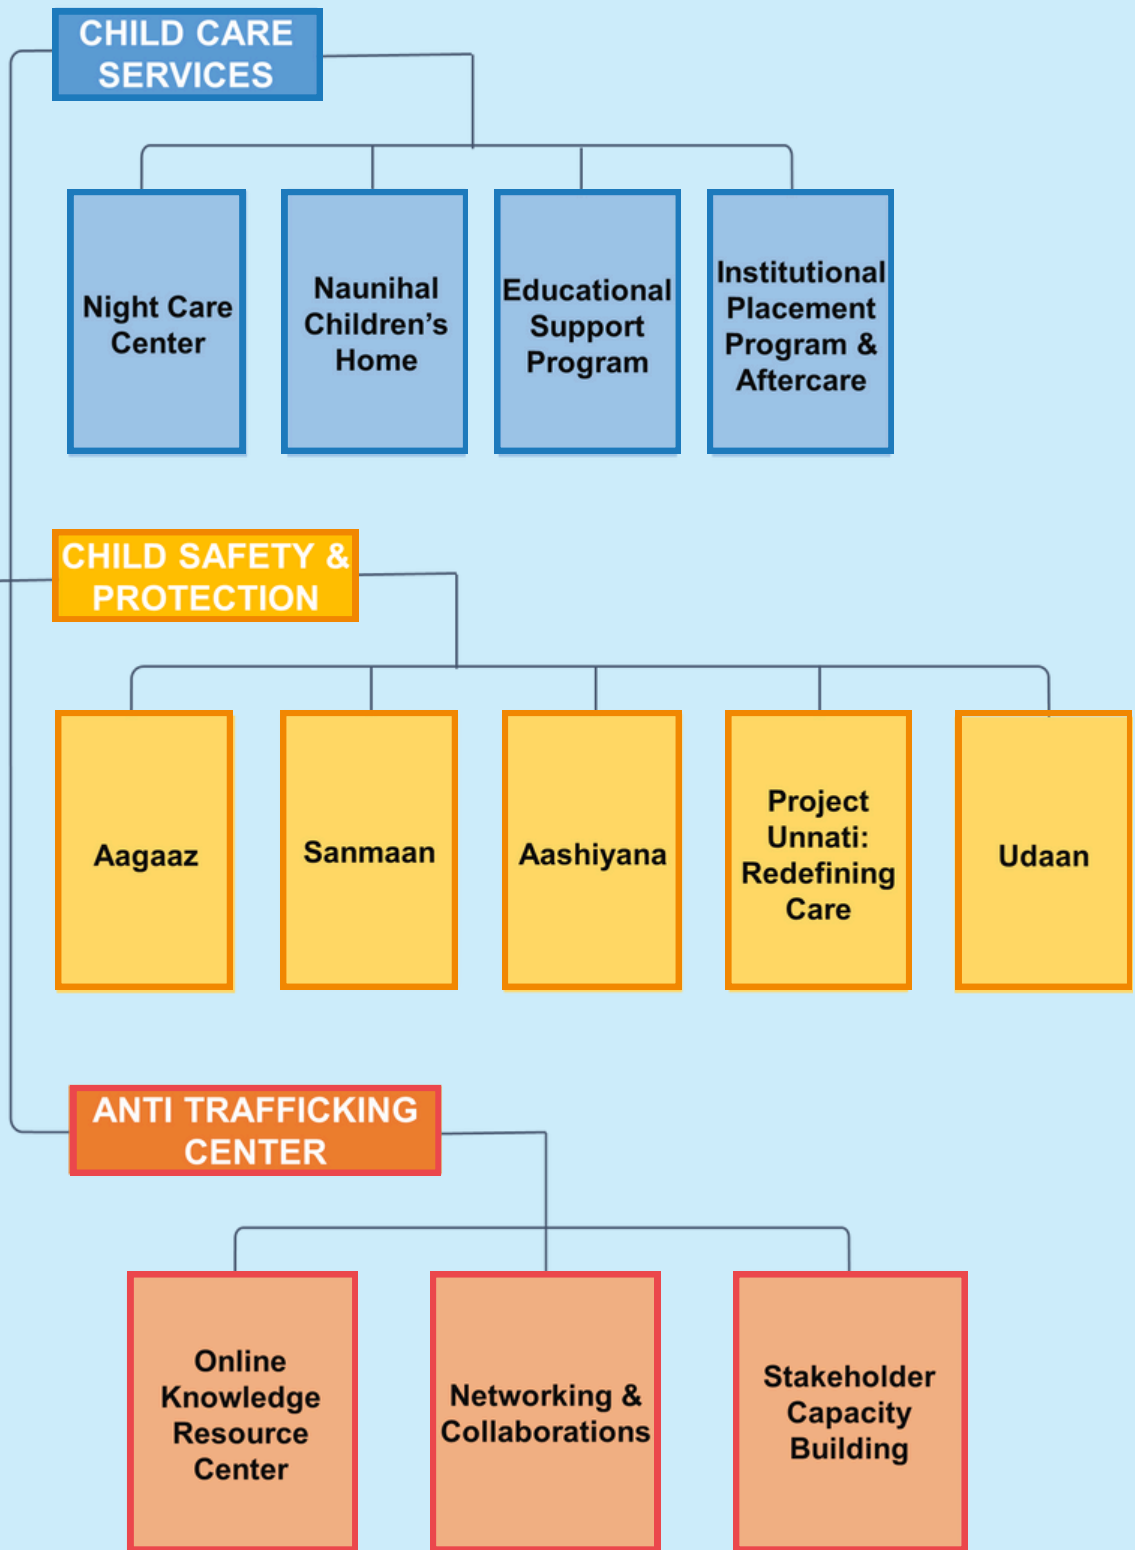 CHILD CARE
SERVICES
Night Care
Center
Naunihal
Children’s
Home
Educational
Support
Program
Institutional
Placement
Program &
Aftercare
CHILD SAFETY &
PROTECTION
Aagaaz
Sanmaan
Aashiyana
Project
Unnati:
Redefining
Care
Udaan
ANTI TRAFFICKING
CENTER
Online
Knowledge
Resource
Center
Networking &
Collaborations
Stakeholder
Capacity
Building